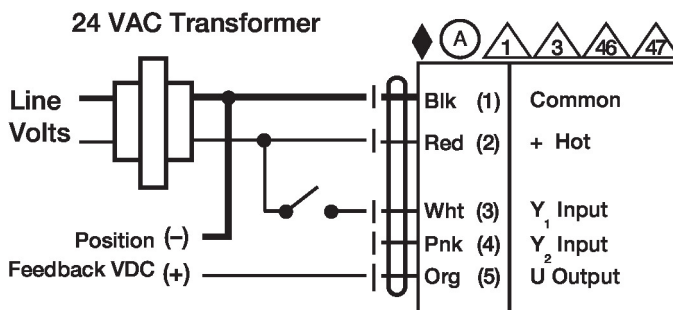 24 VAC Transformer
A 1 3 46 47
Line
Volts
Blk (1) Common
Red (2) + Hot
Wht (3) Y1 Input
Position (–)
Pnk (4) Y2 Input
Feedback VDC (+)
Org (5) U Output